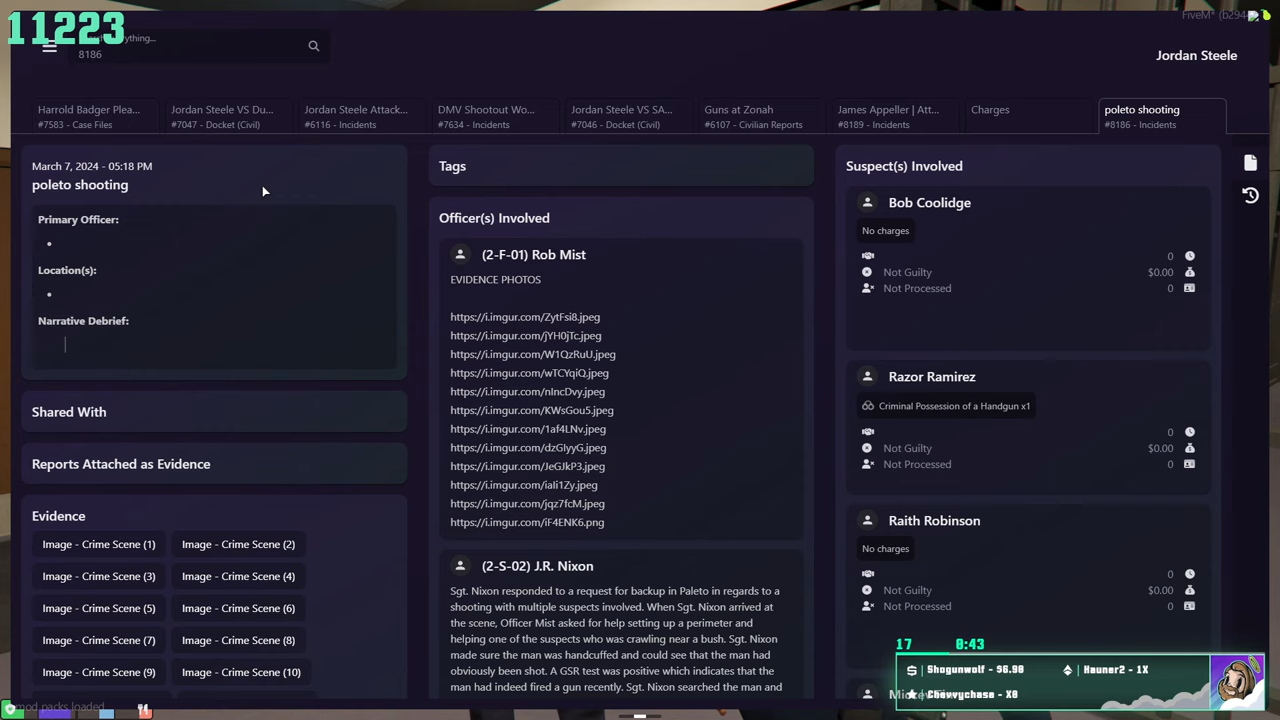 11223
FiveM* (b294
8186
Jordan Steele
Harrold Badger Plea...
#7583 - Case Files
Jordan Steele VS Du...
#7047 - Docket (Civil)
Jordan Steele Attack...
#6116 - Incidents
DMV Shootout Wo...
#7634 - Incidents
Jordan Steele VS SA...
#7046 - Docket (Civil)
Guns at Zonah
#6107 - Civilian Reports
James Appeller | Att...
#8189 - Incidents
Charges
poleto shooting
#8186 - Incidents
March 7, 2024 - 05:18 PM
poleto shooting
Primary Officer:
Location(s):
Narrative Debrief:
Shared With
Reports Attached as Evidence
Evidence
Image - Crime Scene (1)
Image - Crime Scene (2)
Image - Crime Scene (3)
Image - Crime Scene (4)
Image - Crime Scene (5)
Image - Crime Scene (6)
Image - Crime Scene (7)
Image - Crime Scene (8)
Image - Crime Scene (9)
Image - Crime Scene (10)
mod packs loaded
Tags
Officer(s) Involved
(2-F-01) Rob Mist
EVIDENCE PHOTOS
https://i.imgur.com/ZytFsi8.jpeg
https://i.imgur.com/jYH0jTc.jpeg
https://i.imgur.com/W1QzRuU.jpeg
https://i.imgur.com/wTCYqiQ.jpeg
https://i.imgur.com/nIncDvy.jpeg
https://i.imgur.com/KWsGou5.jpeg
https://i.imgur.com/1af4LNv.jpeg
https://i.imgur.com/dzGlyyG.jpeg
https://i.imgur.com/JeGJkP3.jpeg
https://i.imgur.com/iaIi1Zy.jpeg
https://i.imgur.com/jqz7fcM.jpeg
https://i.imgur.com/iF4ENK6.png
(2-S-02) J.R. Nixon
Sgt. Nixon responded to a request for backup in Paleto in regards to a
shooting with multiple suspects involved. When Sgt. Nixon arrived at
the scene, Officer Mist asked for help setting up a perimeter and
helping one of the suspects who was crawling near a bush. Sgt. Nixon
made sure the man was handcuffed and could see that the man had
obviously been shot. A GSR test was positive which indicates that the
man had indeed fired a gun recently. Sgt. Nixon searched the man and
Suspect(s) Involved
Bob Coolidge
No charges
0
Not Guilty
$0.00
Not Processed
0
Razor Ramirez
Criminal Possession of a Handgun x1
0
Not Guilty
$0.00
Not Processed
0
Raith Robinson
No charges
0
Not Guilty
$0.00
Not Processed
0
17 0:43
Shogunwolf - $6.90
Hauner2 - 1X
Chewychase - X0